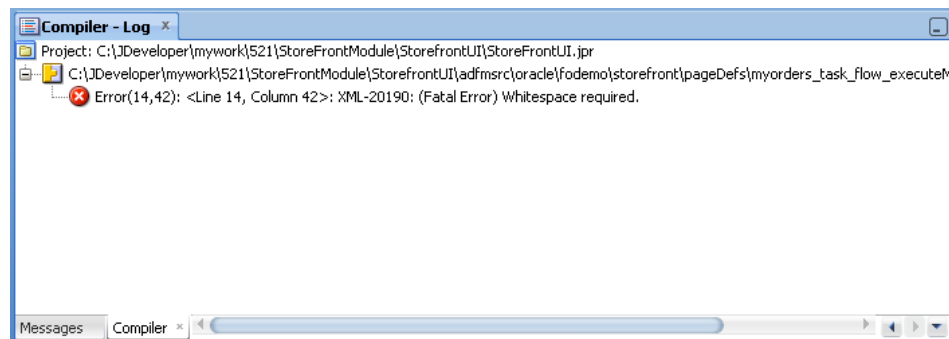 Compiler - Log
Project: C:\JDeveloper\mywork\521\StoreFrontModule\StorefrontUI\StoreFrontUI.jpr
C:\JDeveloper\mywork\521\StoreFrontModule\StorefrontUI\adfmsrc\oracle\fodemo\storefront\pageDefs\myorders_task_flow_executeM
Error(14,42): <Line 14, Column 42>: XML-20190: (Fatal Error) Whitespace required.
Messages Compiler